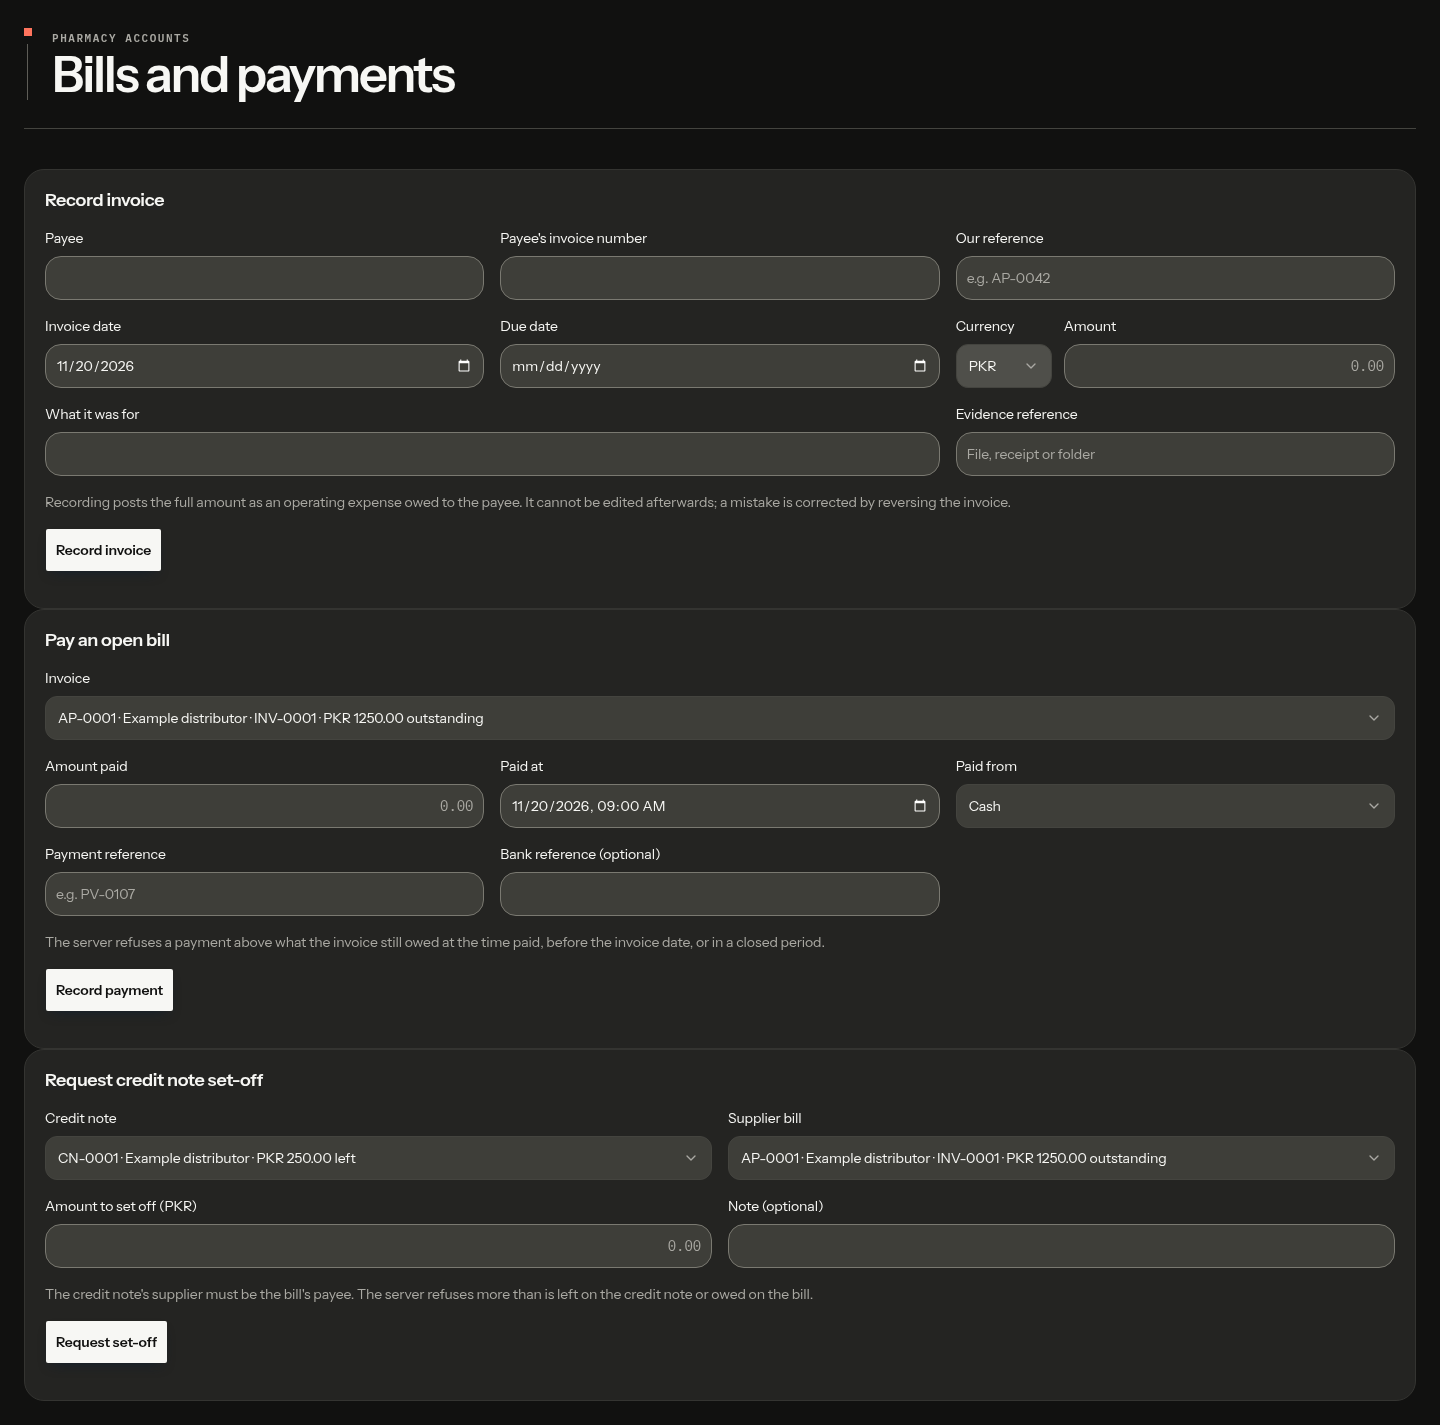 PHARMACY ACCOUNTS
Bills and payments
Record invoice
Payee
Payee's invoice number
Our reference
e.g. AP-0042
Invoice date
Due date
Currency
Amount
11/20/2026
mm/dd/yyyy
PKR
0.00
What it was for
Evidence reference
File, receipt or folder
Recording posts the full amount as an operating expense owed to the payee. It cannot be edited afterwards; a mistake is corrected by reversing the invoice.
Record invoice
Pay an open bill
Invoice
AP-0001 · Example distributor · INV-0001 · PKR 1250.00 outstanding
Amount paid
Paid at
Paid from
0.00
11/20/2026, 09:00 AM
Cash
Payment reference
Bank reference (optional)
e.g. PV-0107
The server refuses a payment above what the invoice still owed at the time paid, before the invoice date, or in a closed period.
Record payment
Request credit note set-off
Credit note
Supplier bill
CN-0001 · Example distributor · PKR 250.00 left
AP-0001 · Example distributor · INV-0001 · PKR 1250.00 outstanding
Amount to set off (PKR)
Note (optional)
0.00
The credit note's supplier must be the bill's payee. The server refuses more than is left on the credit note or owed on the bill.
Request set-off